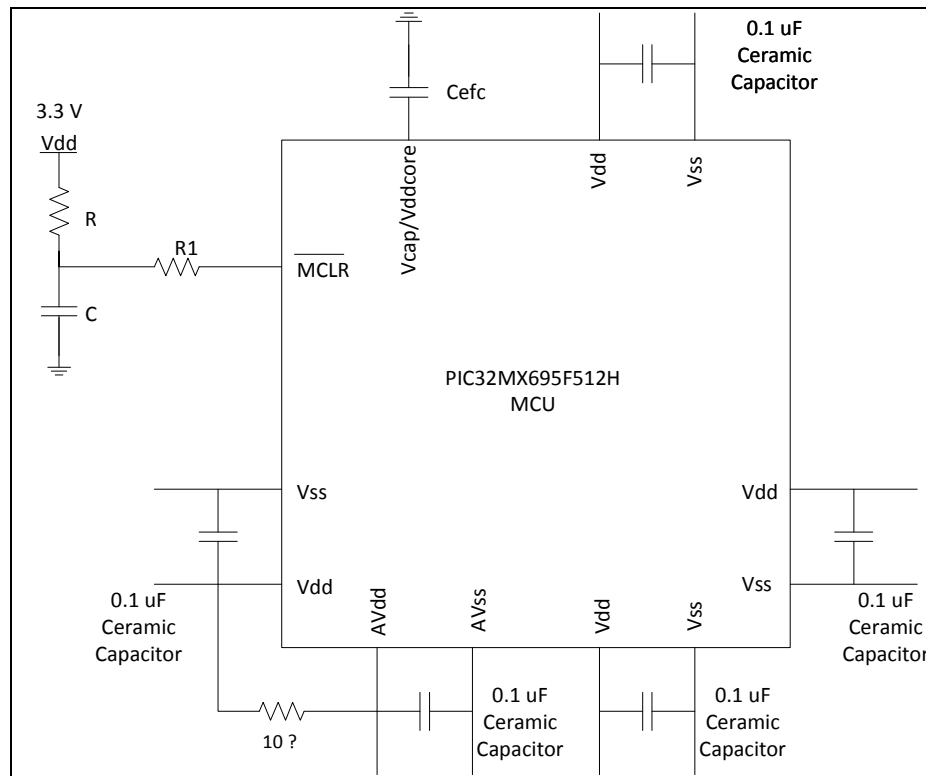 0.1 uF
Ceramic
Capacitor
Cefc
3.3 V
Vdd
R
R1
C
MCLR
Vcap/Vddcore
Vdd
Vss
PIC32MX695F512H
MCU
Vss
Vdd
Vdd
Vss
AVdd
AVss
Vdd
Vss
0.1 uF
Ceramic
Capacitor
0.1 uF
Ceramic
Capacitor
10 ?
0.1 uF
Ceramic
Capacitor
0.1 uF
Ceramic
Capacitor